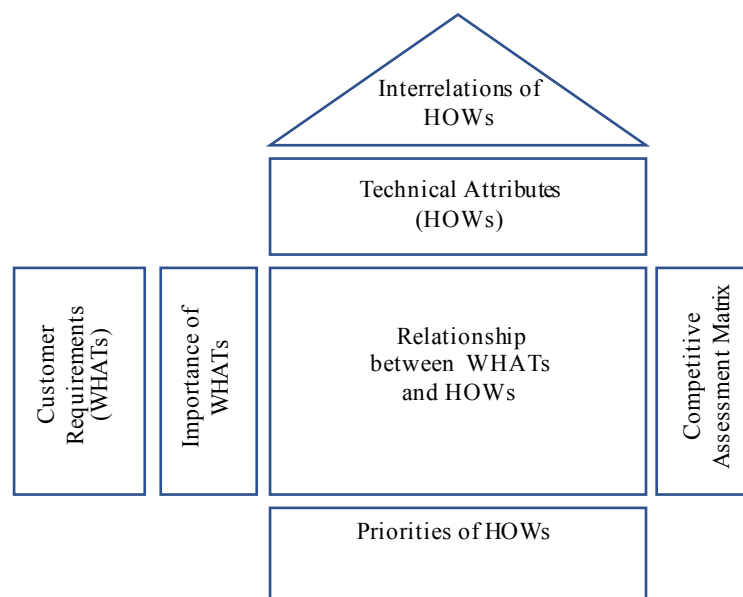 Interrelations of
HOWs
Technical Attributes
(HOWs)
Customer
Requirements
(WHATs)
Importance of
WHATs
Relationship
between WHATs
and HOWs
Competitive
Assessment Matrix
Priorities of HOWs